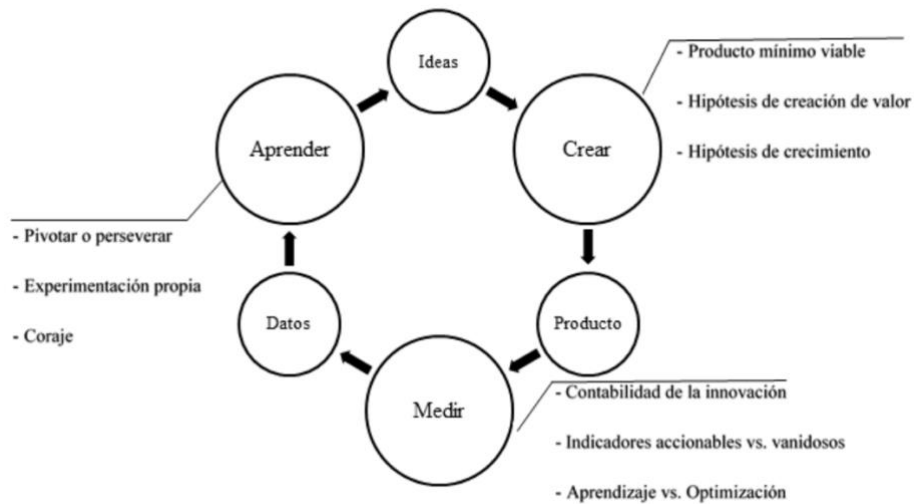 Ideas
- Producto mínimo viable
- Hipótesis de creación de valor
- Hipótesis de crecimiento
Aprender
Crear
- Pivotar o perseverar
- Experimentación propia
- Coraje
Datos
Producto
Medir
- Contabilidad de la innovación
- Indicadores accionables vs. vanidosos
- Aprendizaje vs. Optimización